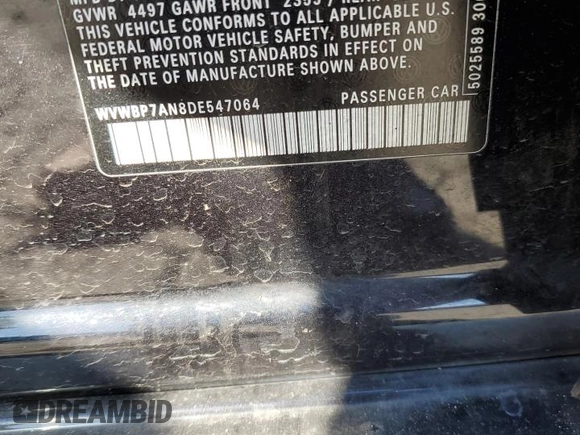 GVWR 4497 GAWR FRONT
THIS VEHICLE CONFORMS TO ALL APPLICABLE U.S.
FEDERAL MOTOR VEHICLE SAFETY, BUMPER AND
THEFT PREVENTION STANDARDS IN EFFECT ON
THE DATE OF MANUFACTURE SHOWN ABOVE.
WVWBP7AN8DE547064 PASSENGER CAR
5025589 30
DREAMBID